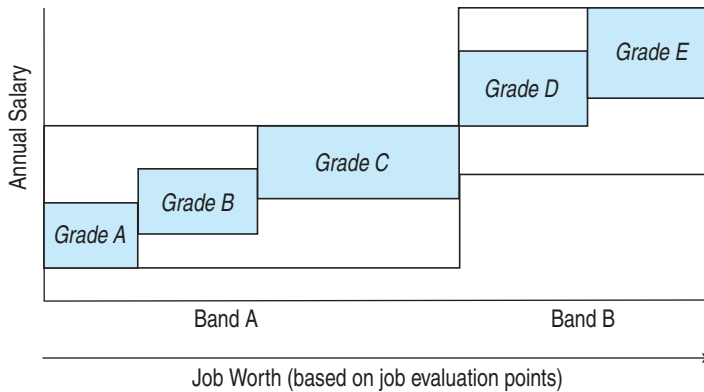 Annual Salary
Grade A
Grade B
Grade C
Grade D
Grade E
Band A
Band B
Job Worth (based on job evaluation points)